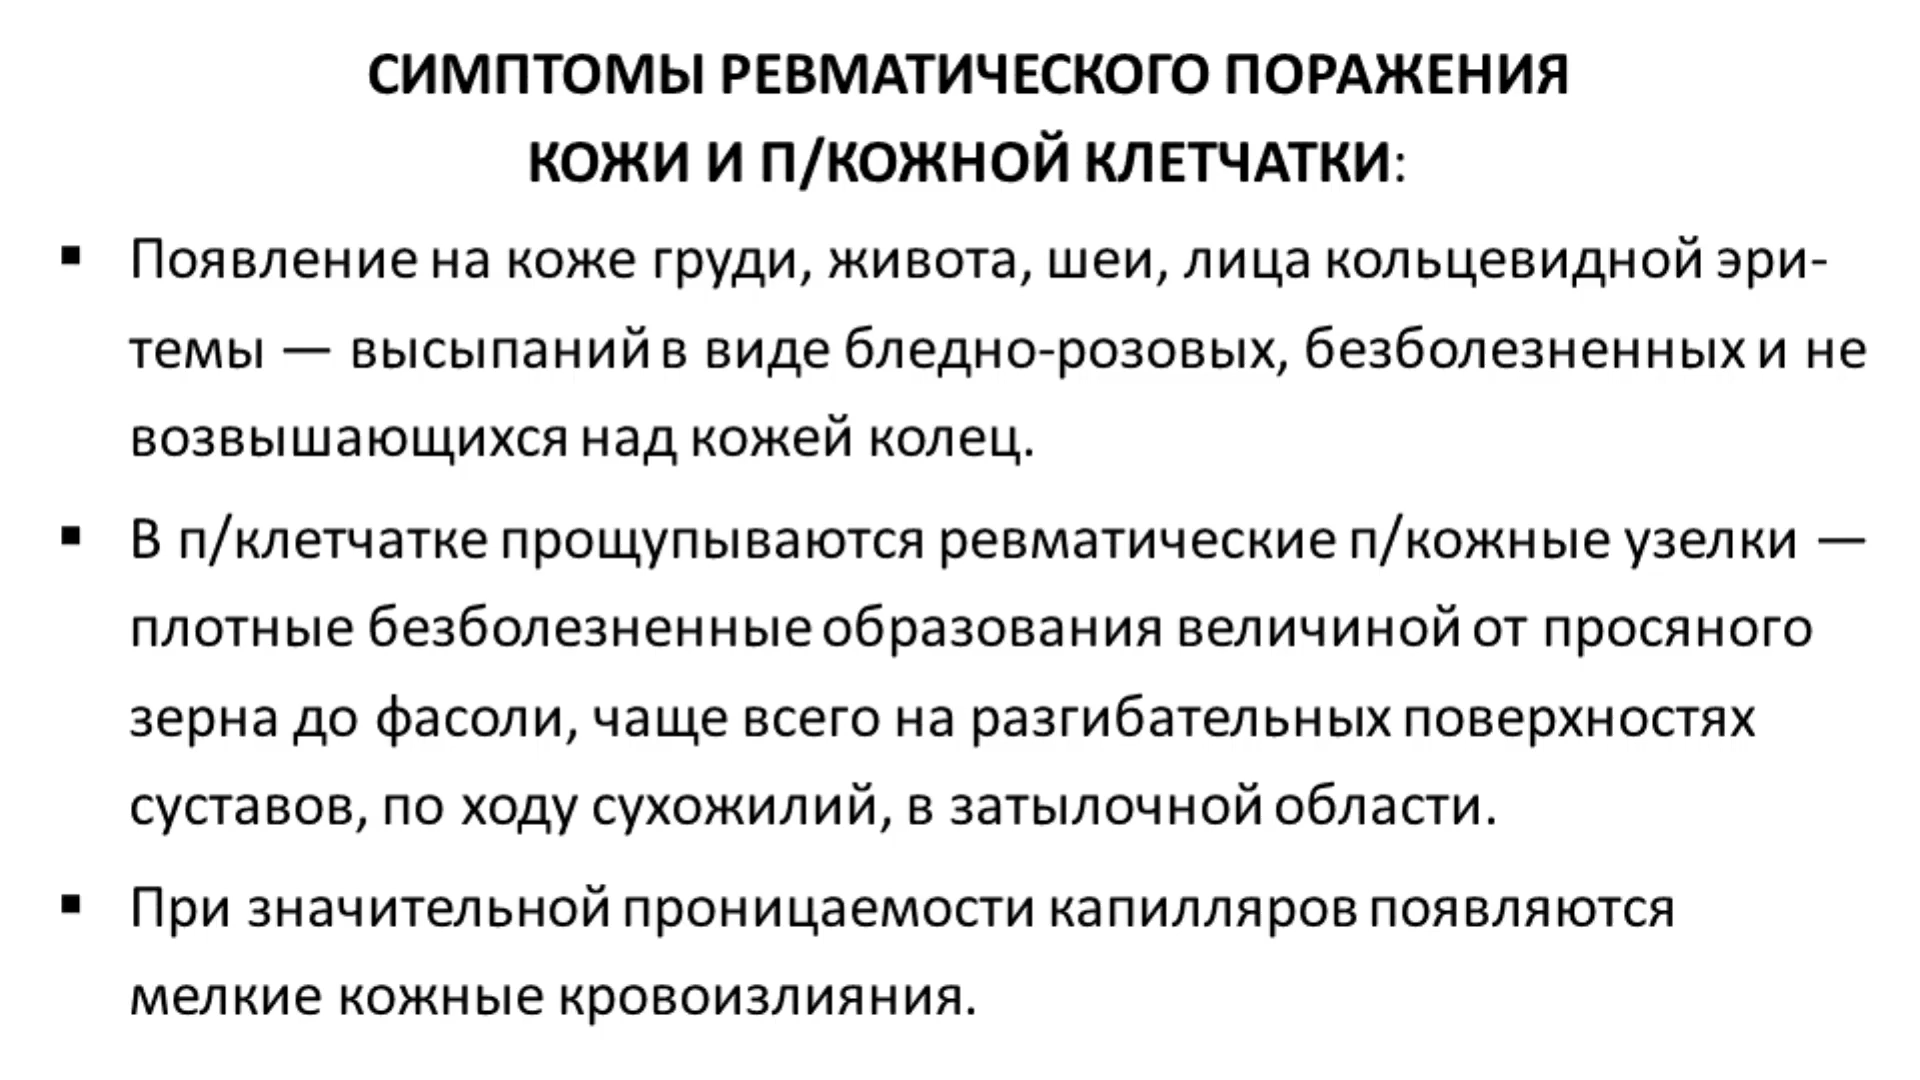 СИМПТОМЫ РЕВМАТИЧЕСКОГО ПОРАЖЕНИЯ
КОЖИ И П/КОЖНОЙ КЛЕТЧАТКИ:
▪ Появление на коже груди, живота, шеи, лица кольцевидной эри-
темы — высыпаний в виде бледно-розовых, безболезненных и не
возвышающихся над кожей колец.
▪ В п/клетчатке прощупываются ревматические п/кожные узелки —
плотные безболезненные образования величиной от просяного
зерна до фасоли, чаще всего на разгибательных поверхностях
суставов, по ходу сухожилий, в затылочной области.
▪ При значительной проницаемости капилляров появляются
мелкие кожные кровоизлияния.